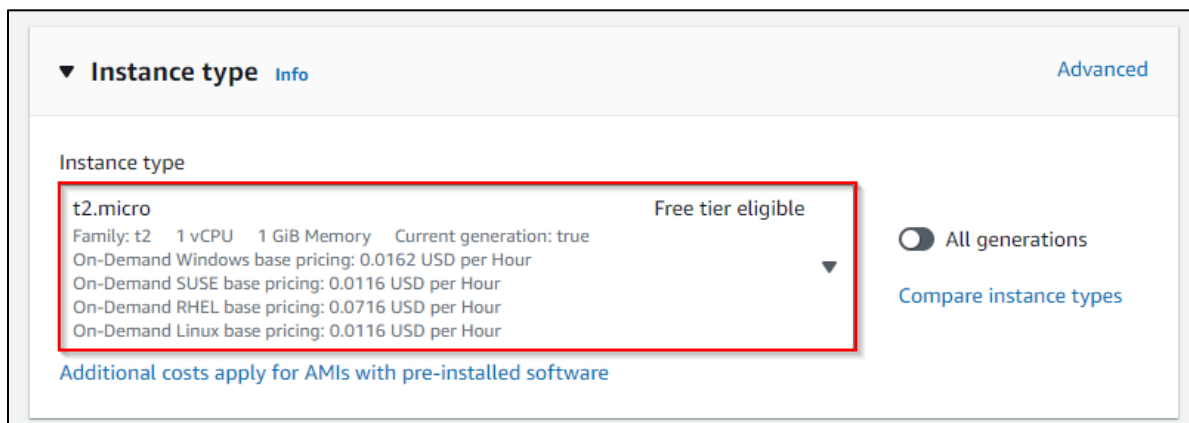 Instance type Info Advanced
Instance type
t2.micro Free tier eligible
Family: t2 1 vCPU 1 GiB Memory Current generation: true
On-Demand Windows base pricing: 0.0162 USD per Hour
On-Demand SUSE base pricing: 0.0116 USD per Hour
On-Demand RHEL base pricing: 0.0716 USD per Hour
On-Demand Linux base pricing: 0.0116 USD per Hour
All generations
Compare instance types
Additional costs apply for AMIs with pre-installed software